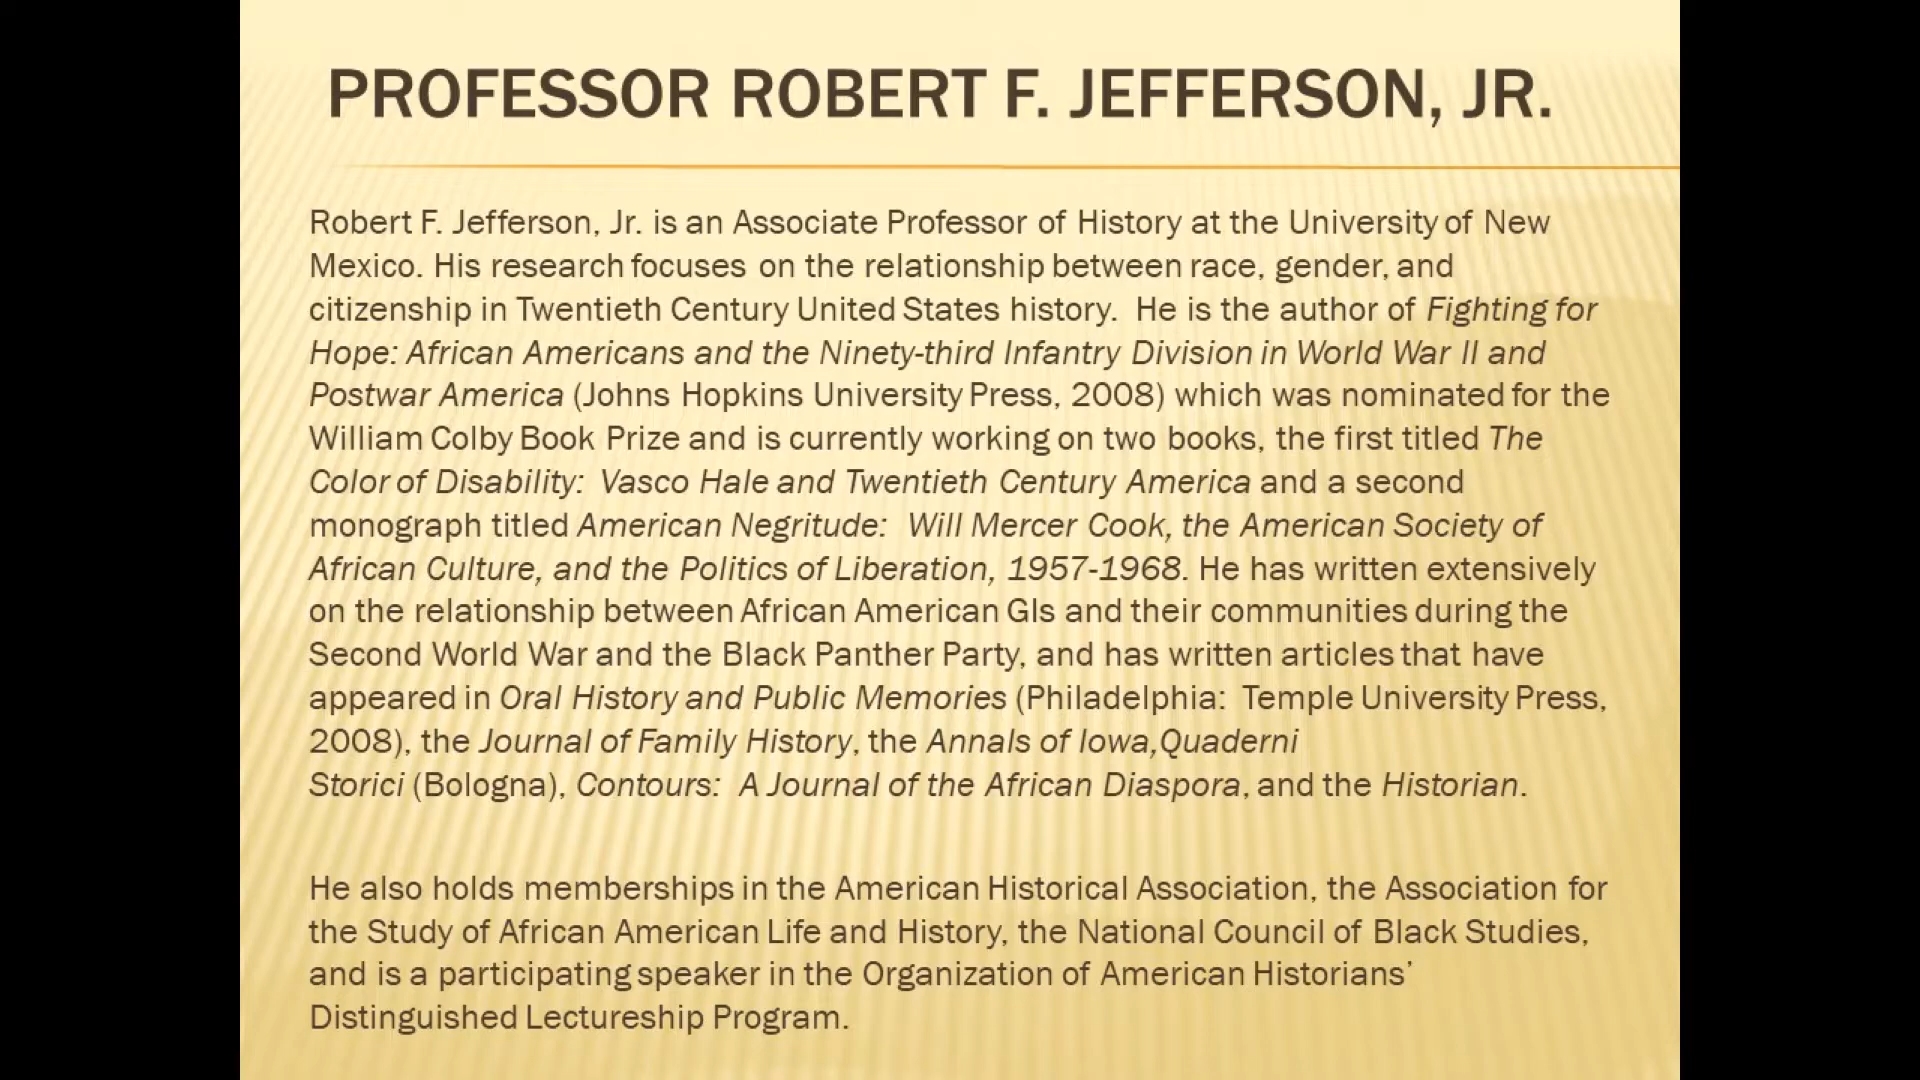 PROFESSOR ROBERT F. JEFFERSON, JR.
Robert F. Jefferson, Jr. is an Associate Professor of History at the University of New
Mexico. His research focuses on the relationship between race, gender, and
citizenship in Twentieth Century United States history.  He is the author of Fighting for
Hope: African Americans and the Ninety-third Infantry Division in World War II and
Postwar America (Johns Hopkins University Press, 2008) which was nominated for the
William Colby Book Prize and is currently working on two books, the first titled The
Color of Disability:  Vasco Hale and Twentieth Century America and a second
monograph titled American Negritude:  Will Mercer Cook, the American Society of
African Culture, and the Politics of Liberation, 1957-1968. He has written extensively
on the relationship between African American GIs and their communities during the
Second World War and the Black Panther Party, and has written articles that have
appeared in Oral History and Public Memories (Philadelphia:  Temple University Press,
2008), the Journal of Family History, the Annals of Iowa,Quaderni
Storici (Bologna), Contours:  A Journal of the African Diaspora, and the Historian.
He also holds memberships in the American Historical Association, the Association for
the Study of African American Life and History, the National Council of Black Studies,
and is a participating speaker in the Organization of American Historians’
Distinguished Lectureship Program.